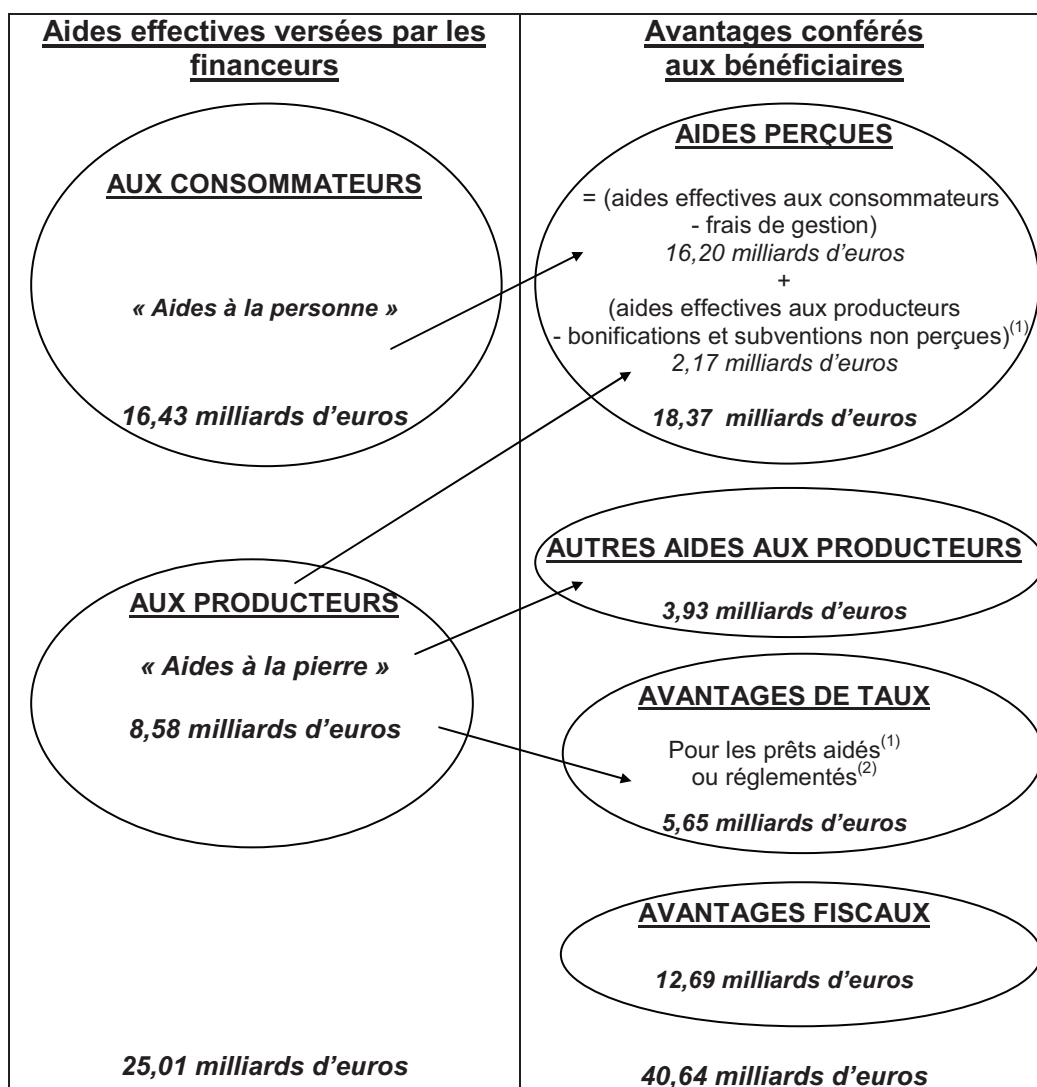 Aides effectives versées par les
financeurs
AUX CONSOMMATEURS
« Aides à la personne »
16,43 milliards d’euros
AUX PRODUCTEURS
« Aides à la pierre »
8,58 milliards d’euros
25,01 milliards d’euros
Avantages conférés
aux bénéficiaires
AIDES PERÇUES
= (aides effectives aux consommateurs
- frais de gestion)
16,20 milliards d’euros
+
(aides effectives aux producteurs
- bonifications et subventions non perçues)(1)
2,17 milliards d’euros
18,37 milliards d’euros
AUTRES AIDES AUX PRODUCTEURS
3,93 milliards d’euros
AVANTAGES DE TAUX
Pour les prêts aidés(1)
ou réglementés(2)
5,65 milliards d’euros
AVANTAGES FISCAUX
12,69 milliards d’euros
40,64 milliards d’euros